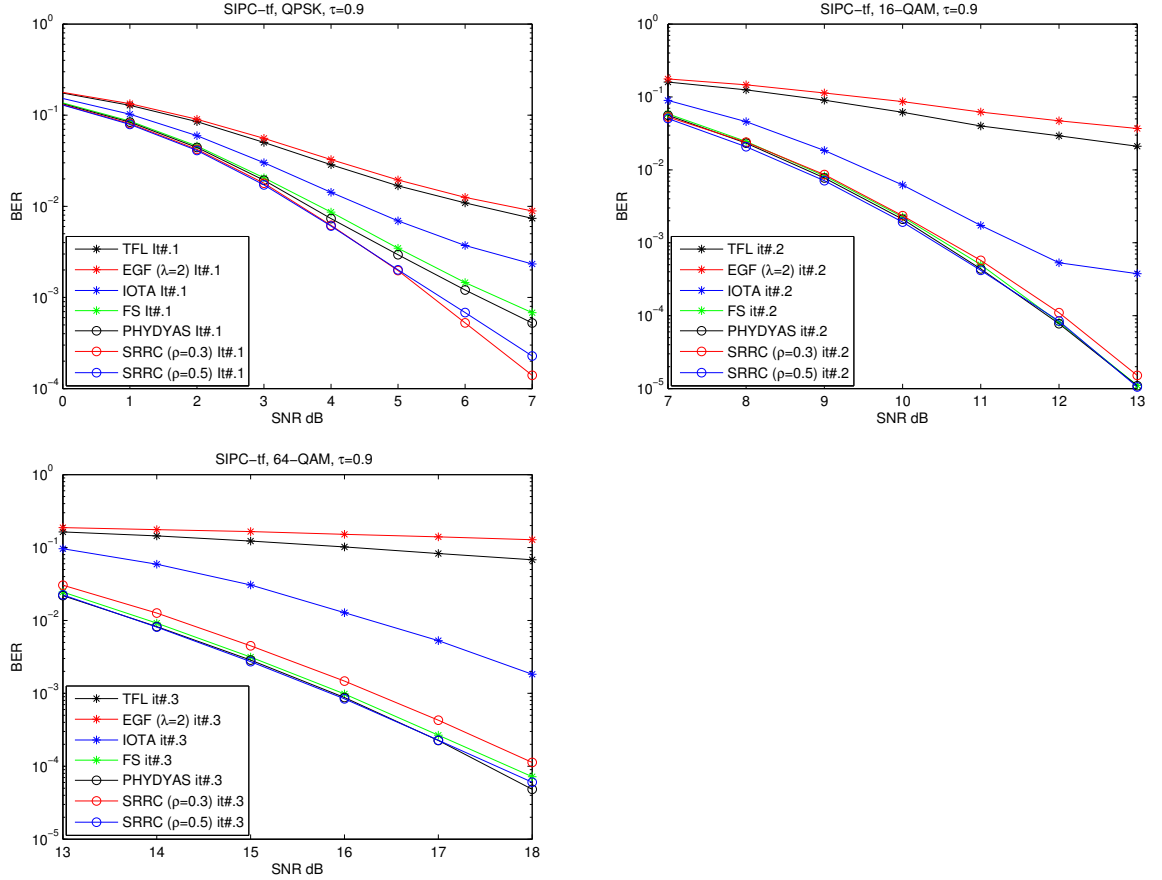 SIPC−tf, QPSK, τ=0.9
10^0
10^−1
10^−2
10^−3
10^−4
BER
0 1 2 3 4 5 6 7
SNR dB
TFL It#.1
EGF (λ=2) It#.1
IOTA It#.1
FS It#.1
PHYDYAS It#.1
SRRC (ρ=0.3) It#.1
SRRC (ρ=0.5) It#.1
SIPC−tf, 16−QAM, τ=0.9
10^0
10^−1
10^−2
10^−3
10^−4
10^−5
BER
7 8 9 10 11 12 13
SNR dB
TFL it#.2
EGF (λ=2) it#.2
IOTA it#.2
FS it#.2
PHYDYAS it#.2
SRRC (ρ=0.3) it#.2
SRRC (ρ=0.5) it#.2
SIPC−tf, 64−QAM, τ=0.9
10^0
10^−1
10^−2
10^−3
10^−4
10^−5
BER
13 14 15 16 17 18
SNR dB
TFL it#.3
EGF (λ=2) it#.3
IOTA it#.3
FS it#.3
PHYDYAS it#.3
SRRC (ρ=0.3) it#.3
SRRC (ρ=0.5) it#.3